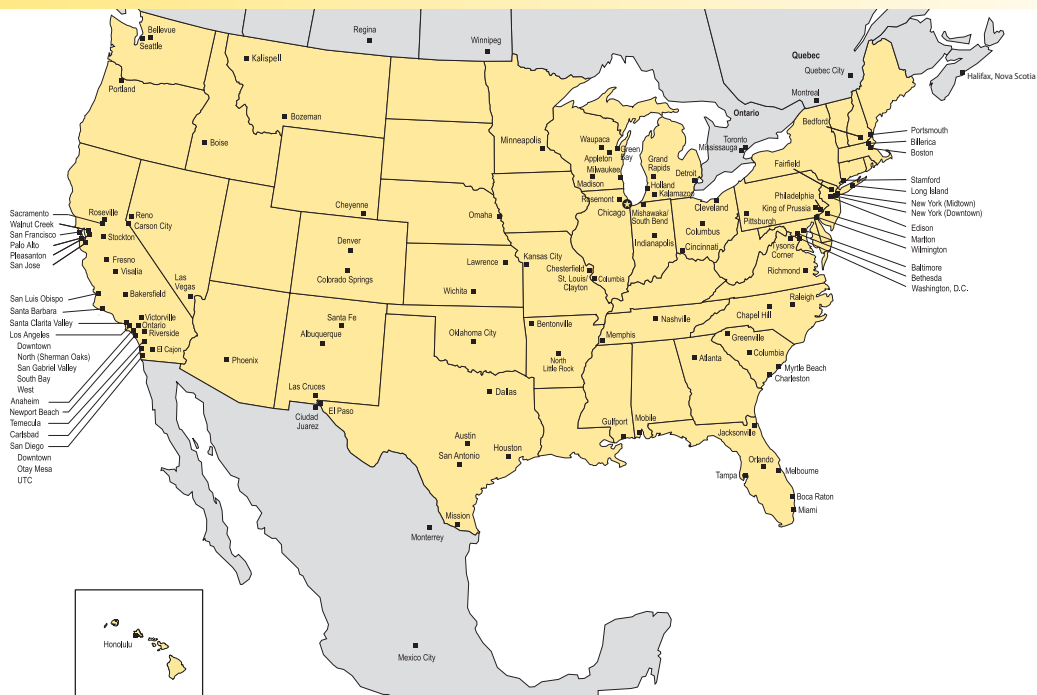 Bellevue
Seattle
Regina
Winnipeg
Kalispell
Portland
Bozeman
Boise
Quebec
Quebec City
Halifax, Nova Scotia
Montreal
Ontario
Bedford
Toronto
Mississauga
Portsmouth
Billerica
Boston
Minneapolis
Waupaca
Green
Bay
Appleton
Milwaukee
Madison
Grand
Rapids
Holland
Kalamazoo
Detroit
Fairfield
Stamford
Long Island
New York (Midtown)
New York (Downtown)
Edison
Marlton
Wilmington
Baltimore
Bethesda
Washington, D.C.
Rosemont
Chicago
Mishawaka/
South Bend
Cleveland
Philadelphia
King of Prussia
Pittsburgh
Tysons
Corner
Richmond
Columbus
Indianapolis
Cincinnati
Cheyenne
Omaha
Denver
Colorado Springs
Lawrence
Kansas City
Chesterfield
St. Louis/
Clayton
Columbia
Wichita
Sacramento
Walnut Creek
San Francisco
Palo Alto
Pleasanton
San Jose
Roseville
Reno
Carson City
Stockton
Fresno
Visalia
Las
Vegas
Bakersfield
San Luis Obispo
Santa Barbara
Santa Clarita Valley
Los Angeles
Downtown
North (Sherman Oaks)
San Gabriel Valley
South Bay
West
Anaheim
Newport Beach
Temecula
Carlsbad
San Diego
Downtown
Otay Mesa
UTC
Victorville
Ontario
Riverside
El Cajon
Phoenix
Santa Fe
Albuquerque
Las Cruces
El Paso
Ciudad
Juarez
Oklahoma City
Bentonville
North
Little Rock
Memphis
Nashville
Raleigh
Chapel Hill
Greenville
Columbia
Atlanta
Myrtle Beach
Charleston
Dallas
Austin
San Antonio
Houston
Mission
Gulfport
Mobile
Jacksonville
Orlando
Melbourne
Tampa
Boca Raton
Miami
Monterrey
Mexico City
Honolulu